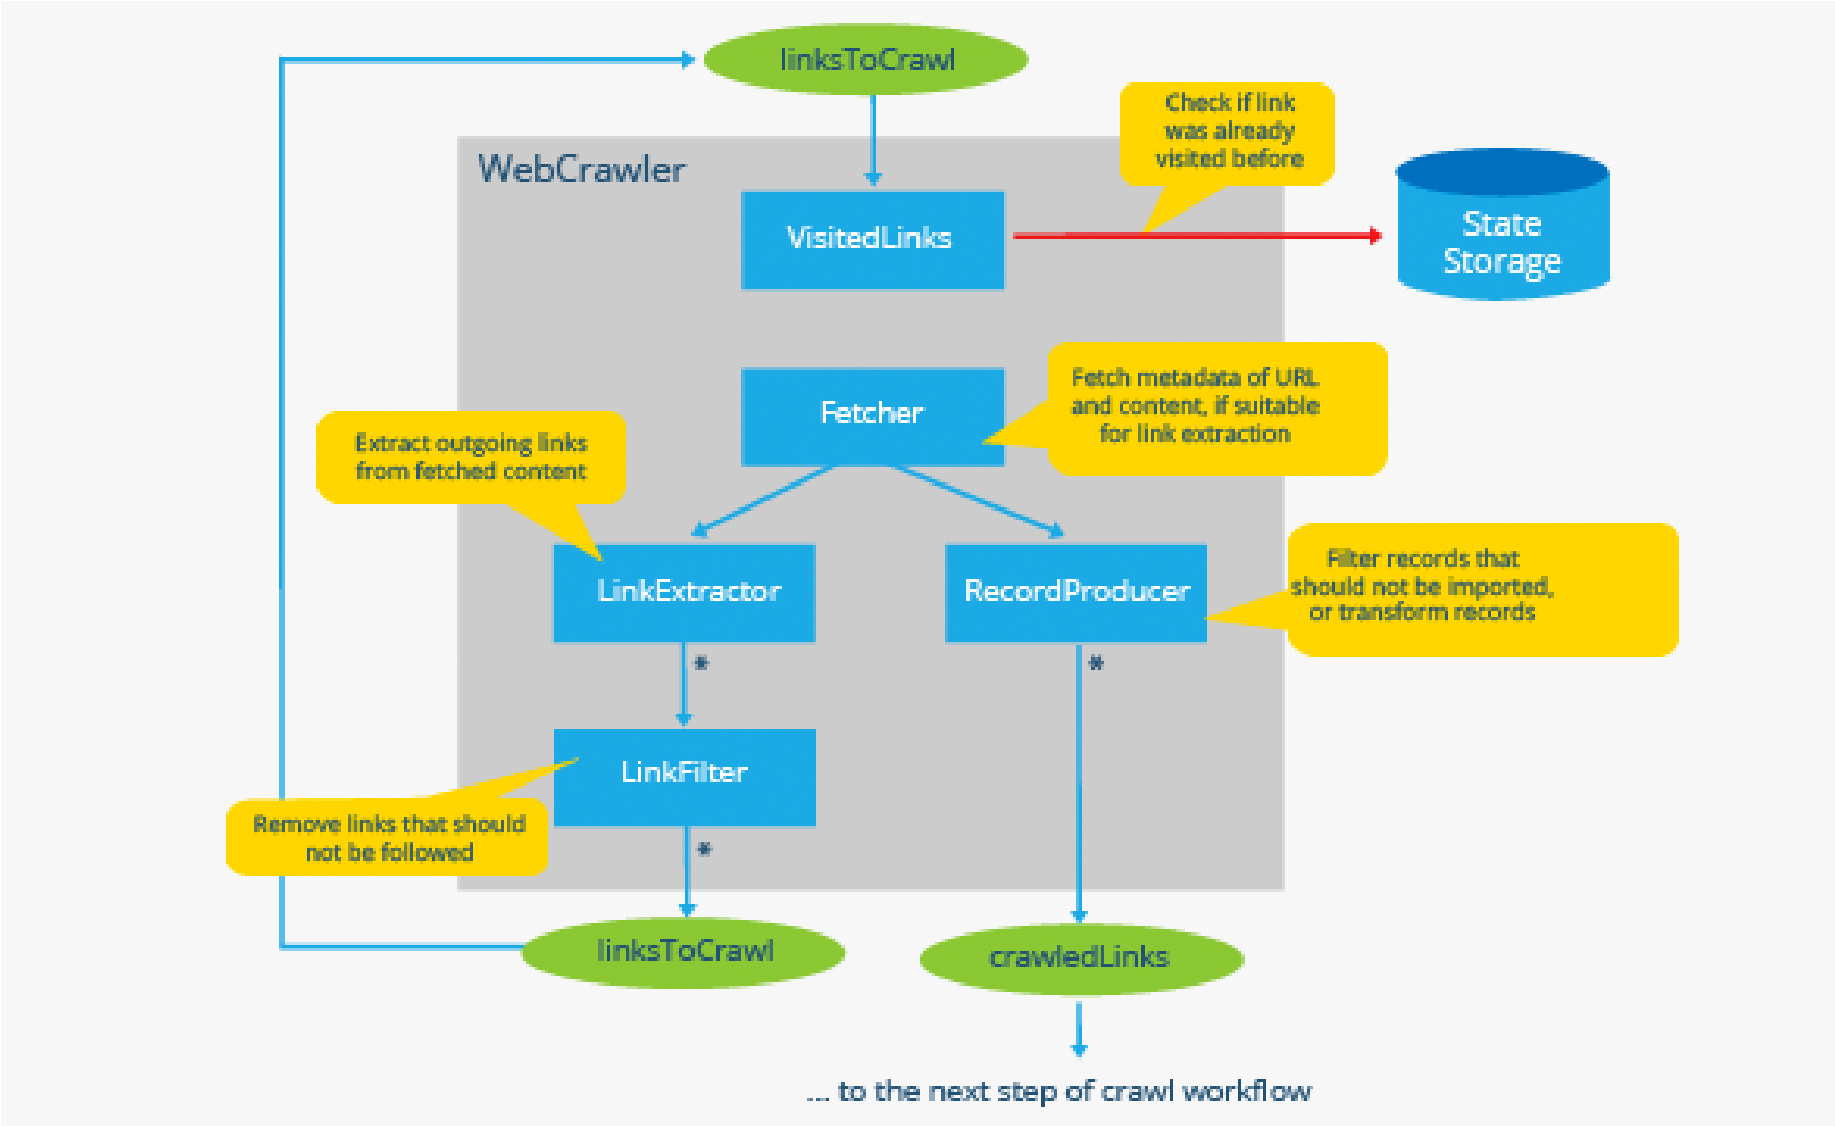 linksToCrawl
Check if link
was already
visited before
WebCrawler
VisitedLinks
State
Storage
Fetcher
Fetch metadata of URL
and content, if suitable
for link extraction
Extract outgoing links
from fetched content
LinkExtractor
RecordProducer
Filter records that
should not be imported,
or transform records
*
*
LinkFilter
Remove links that should
not be followed
*
linksToCrawl
crawledLinks
... to the next step of crawl workflow